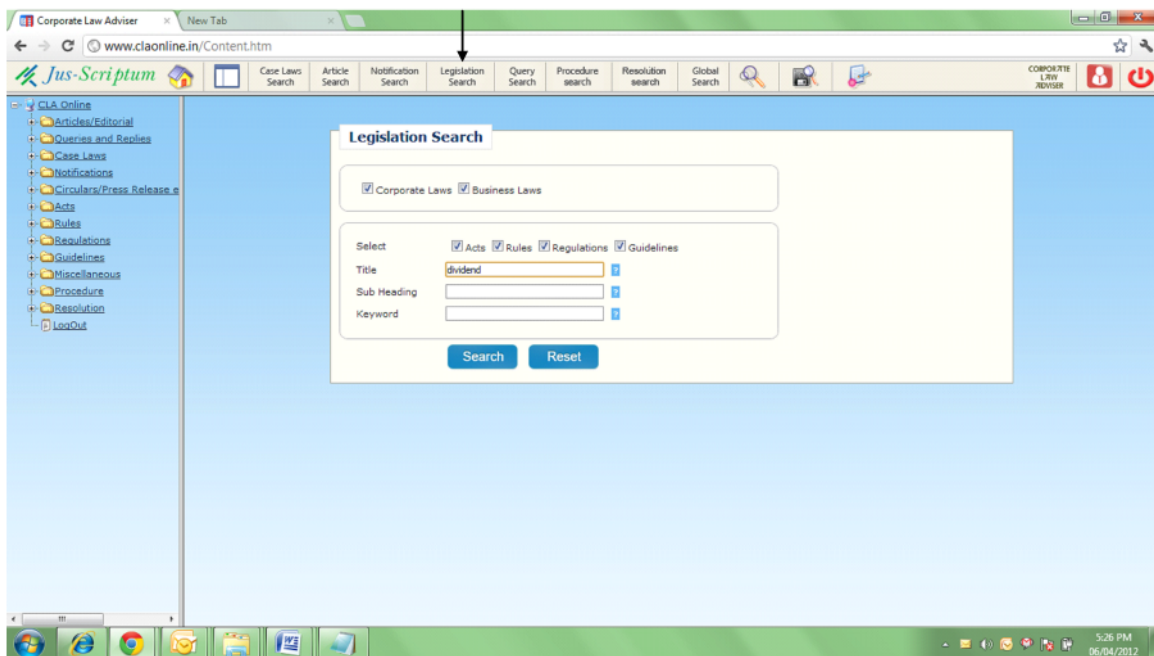 Corporate Law Adviser
New Tab
www.claonline.in/Content.htm
Jus-Scriptum
Case Laws Search
Article Search
Notification Search
Legislation Search
Query Search
Procedure search
Resolution search
Global Search
CORPORATE LAW ADVISER
CLA Online
Articles/Editorial
Queries and Replies
Case Laws
Notifications
Circulars/Press Release e
Acts
Rules
Regulations
Guidelines
Miscellaneous
Procedure
Resolution
LogOut
Legislation Search
Corporate Laws Business Laws
Select Acts Rules Regulations Guidelines
Title dividend ?
Sub Heading ?
Keyword ?
Search Reset
5:26 PM
06/04/2012